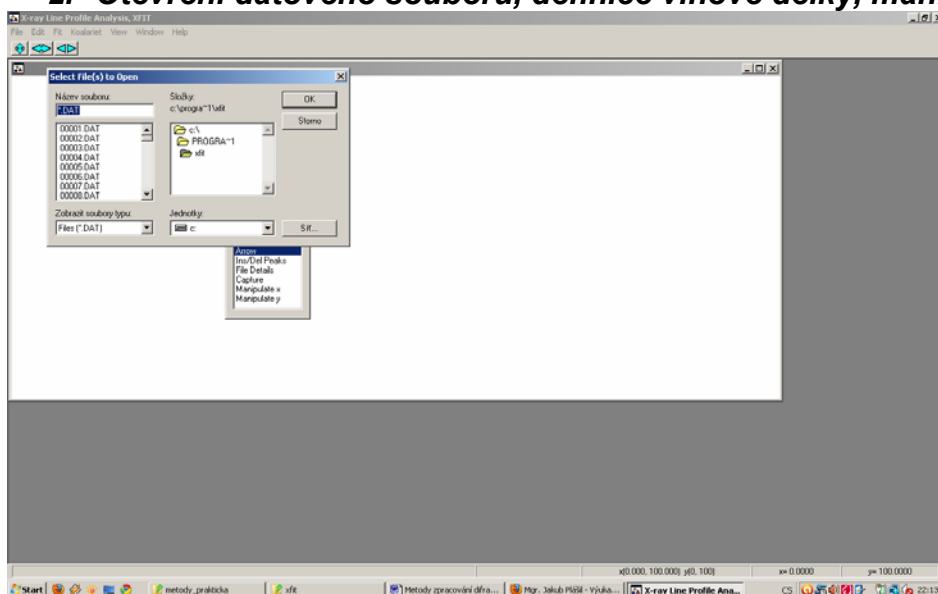 2. Otevření datového souboru, definice vlnové délky, man
X-ray Line Profile Analysis, XFIT
File Edit Fit Koalariet View Window Help
Select File(s) to Open
Název souboru:
*.DAT
00001.DAT
00002.DAT
00003.DAT
00004.DAT
00005.DAT
00006.DAT
00007.DAT
00008.DAT
Složky:
c:\progra~1\xfit
c:\
PROGRA~1
xfit
OK
Storno
Zobrazit soubory typu:
Files (*.DAT)
Jednotky:
c:
Síť...
Arrow
Ins/Del Peaks
File Details
Capture
Manipulate x
Manipulate y
x(0.000, 100.000) y(0, 100) x= 0.0000 y= 100.0000
Start metody_prakticka xfit Metody zpracování difra... Mgr. Jakub Plášil - Výuka... X-ray Line Profile Ana... CS 22:13